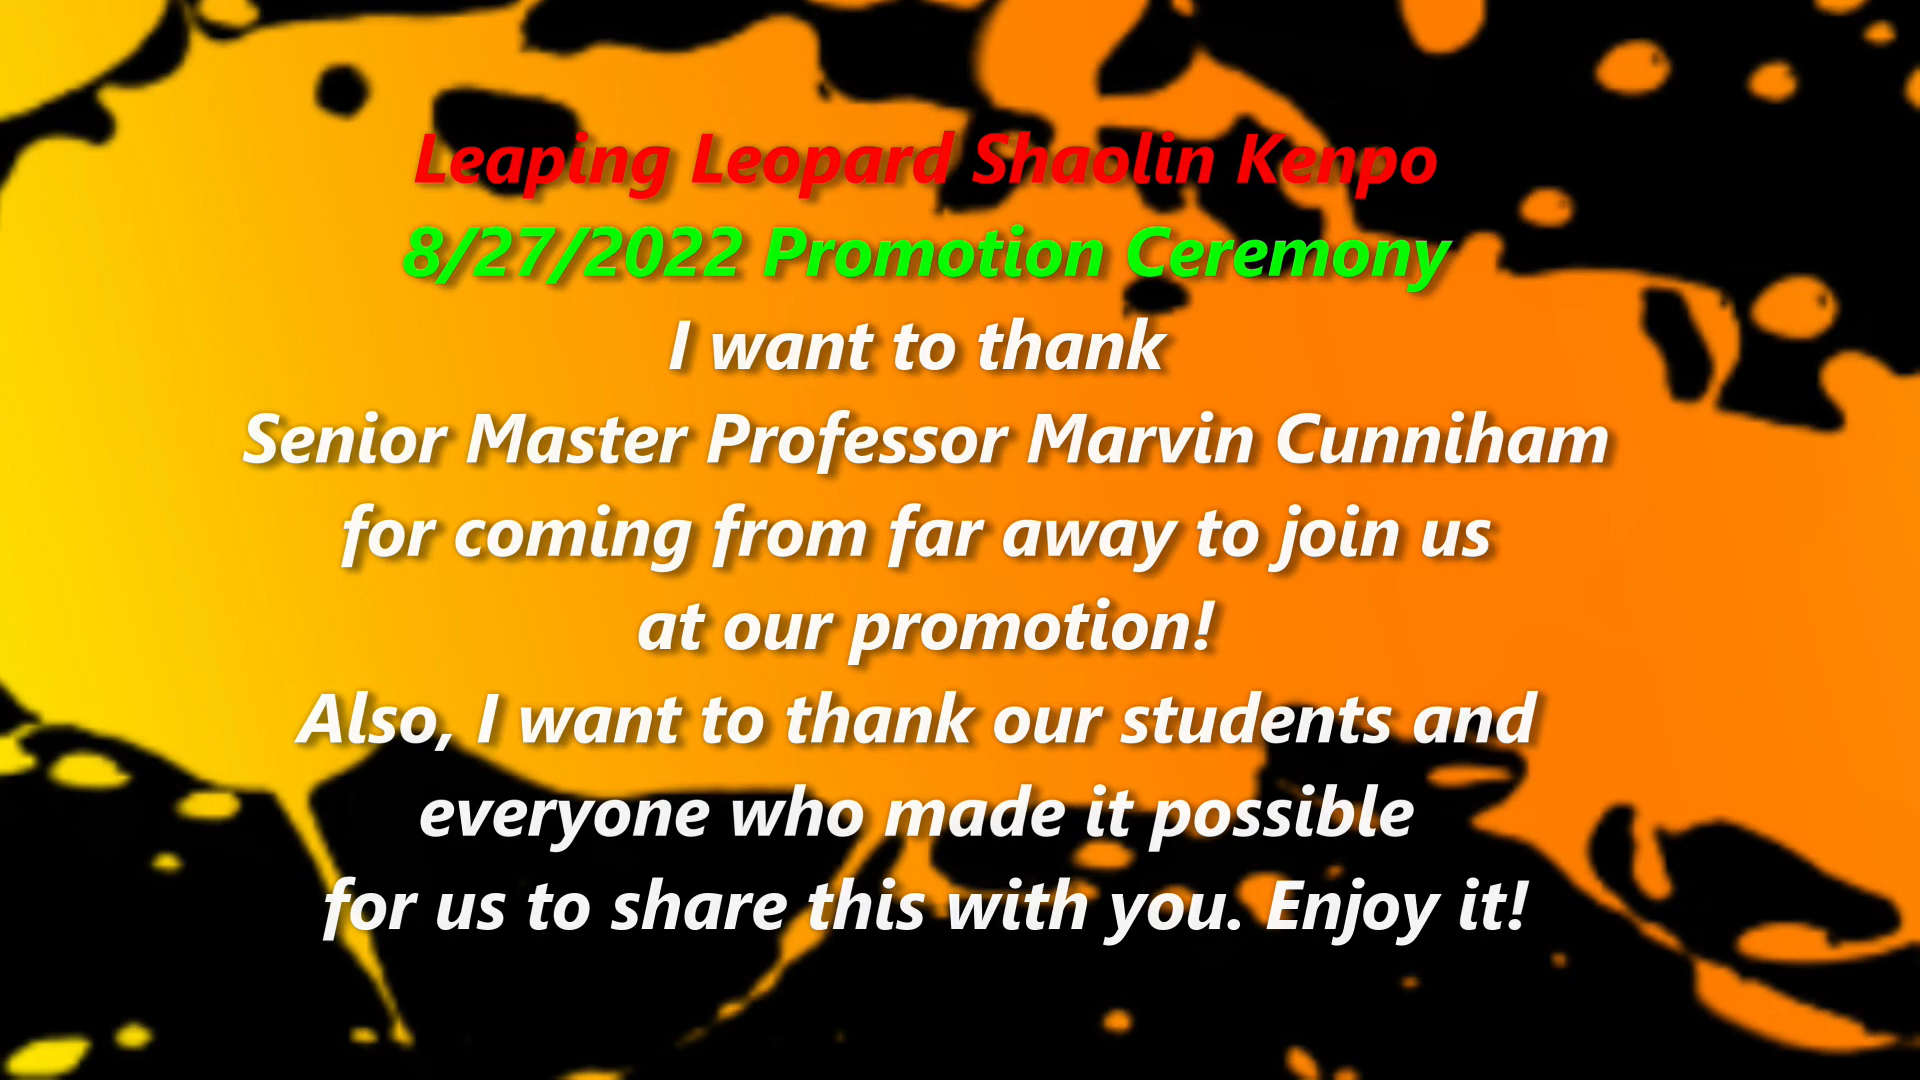 Leaping Leopard Shaolin Kenpo
8/27/2022 Promotion Ceremony
I want to thank
Senior Master Professor Marvin Cunniham
for coming from far away to join us
at our promotion!
Also, I want to thank our students and
everyone who made it possible
for us to share this with you. Enjoy it!